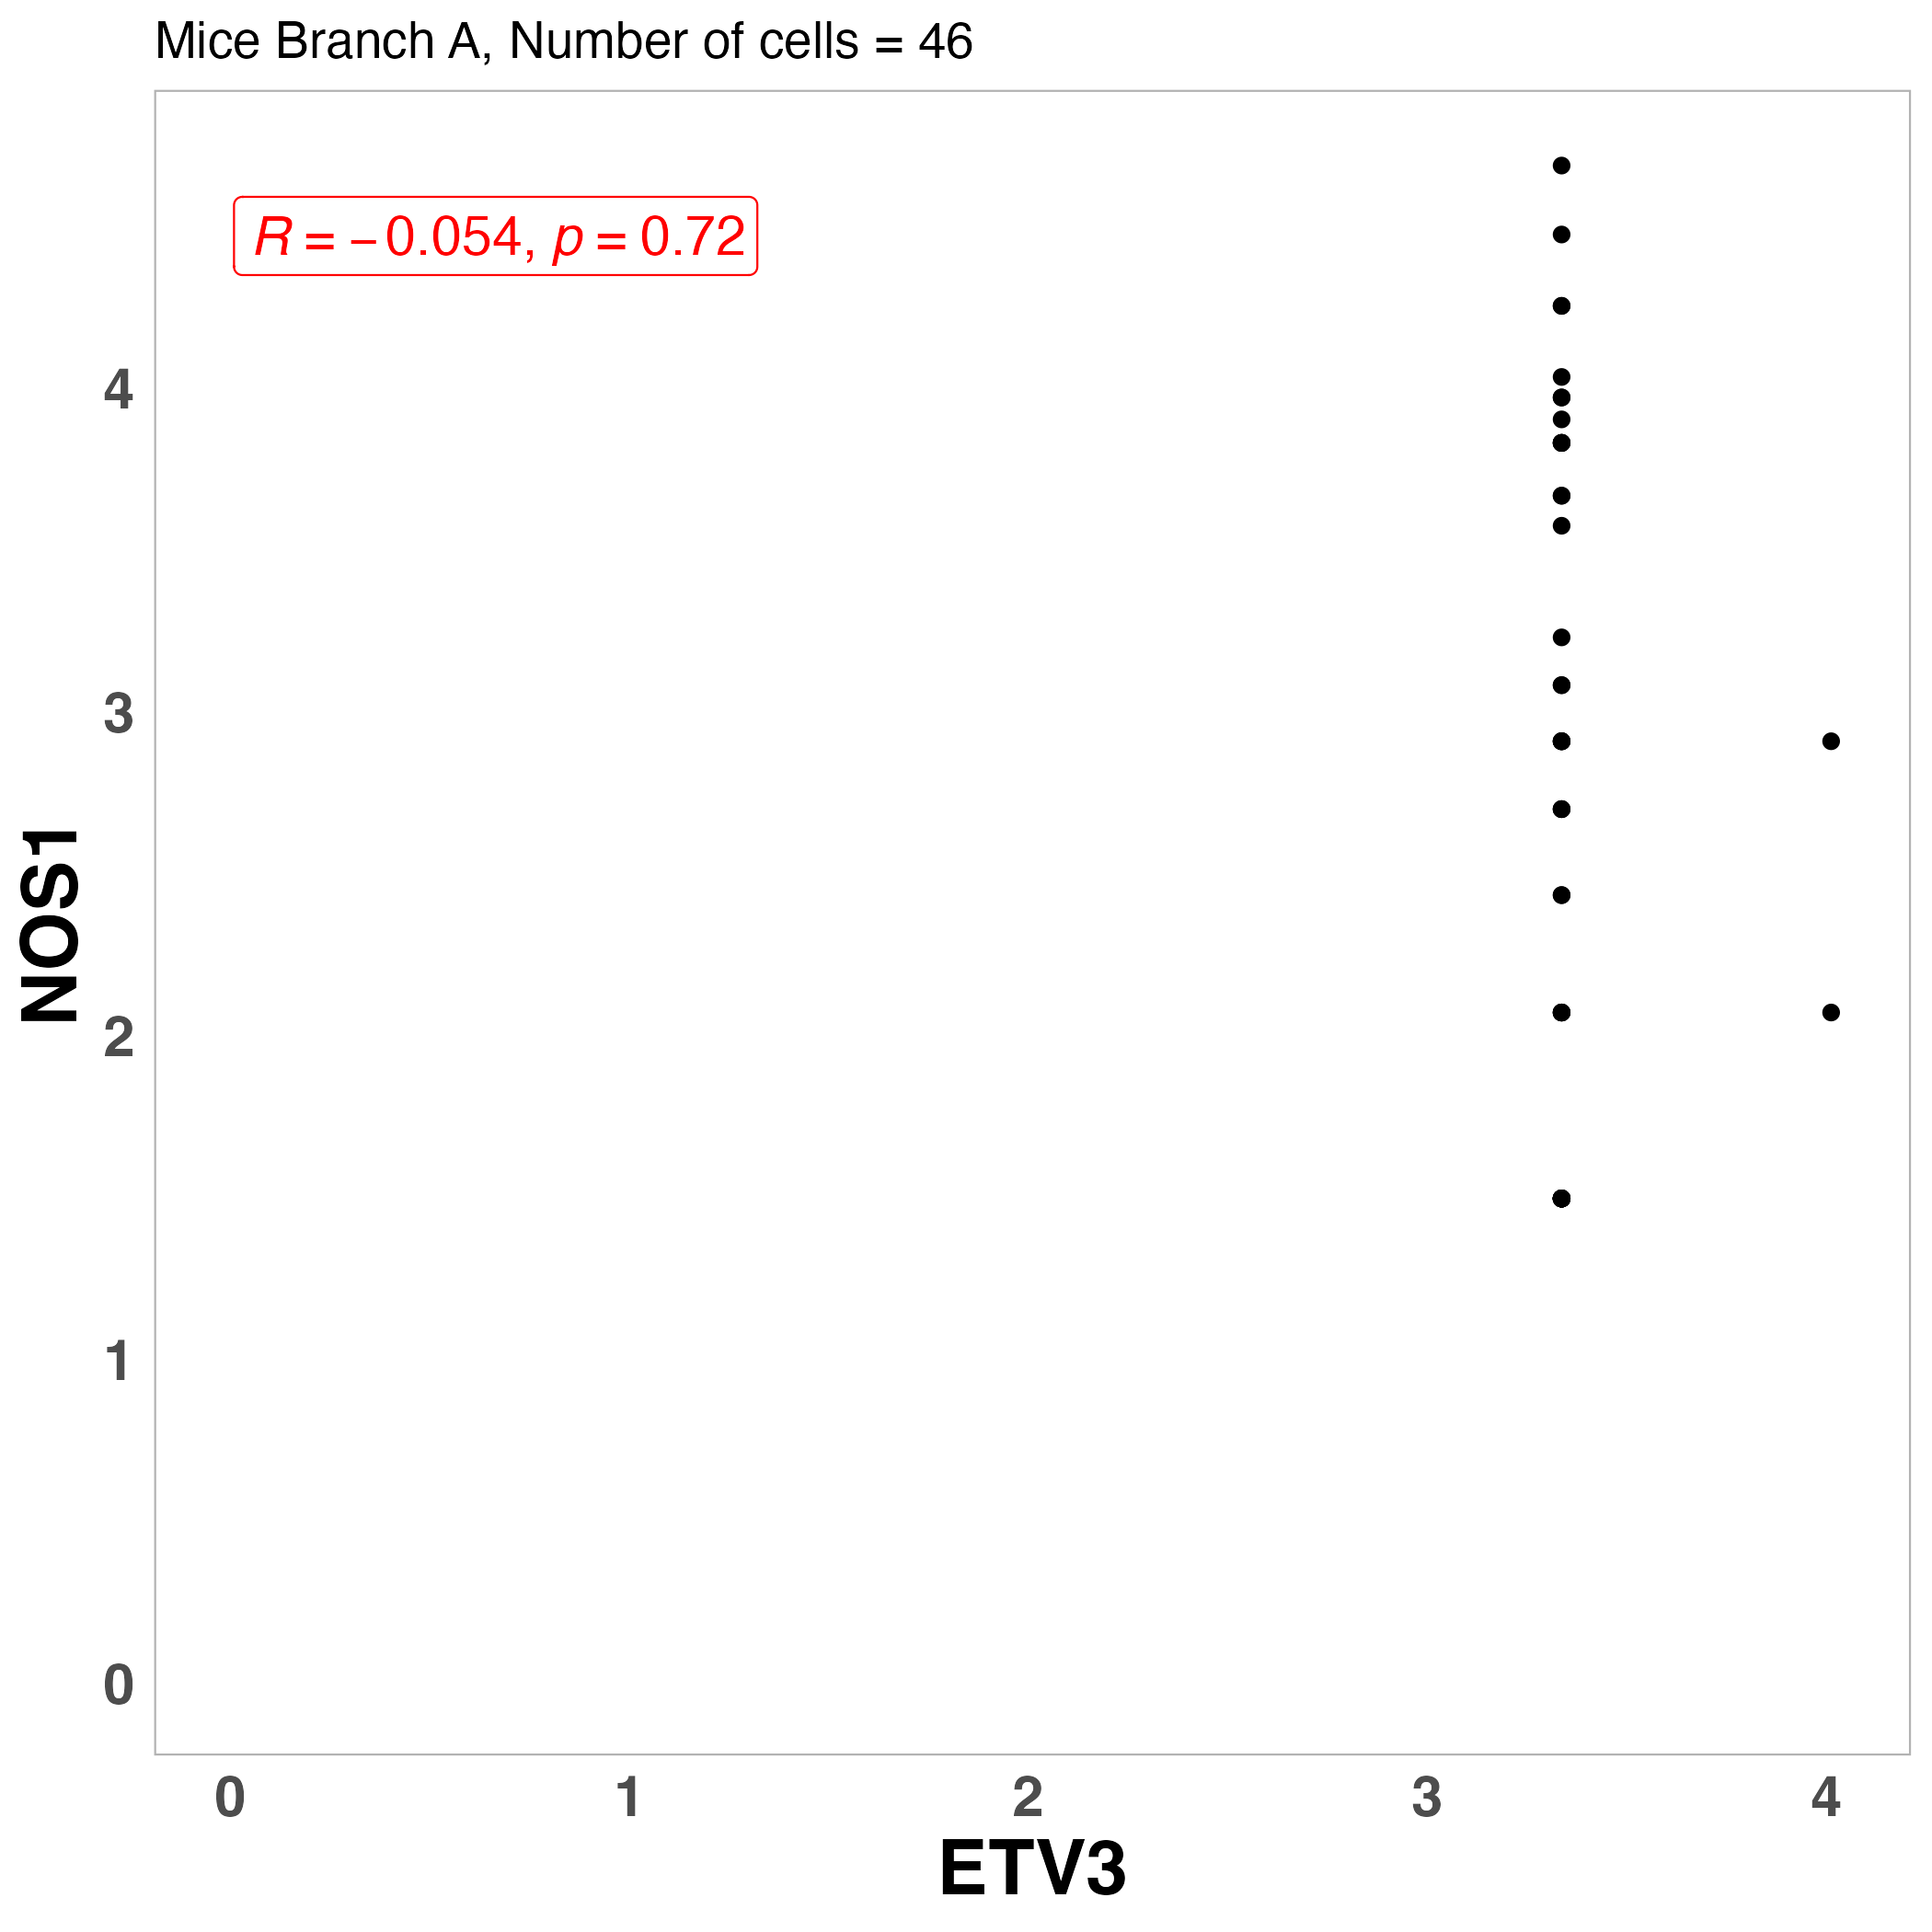 Mice Branch A, Number of cells = 46
R = −0.054, p = 0.72
4
3
2
1
0
NOS1
0 1 2 3 4
ETV3